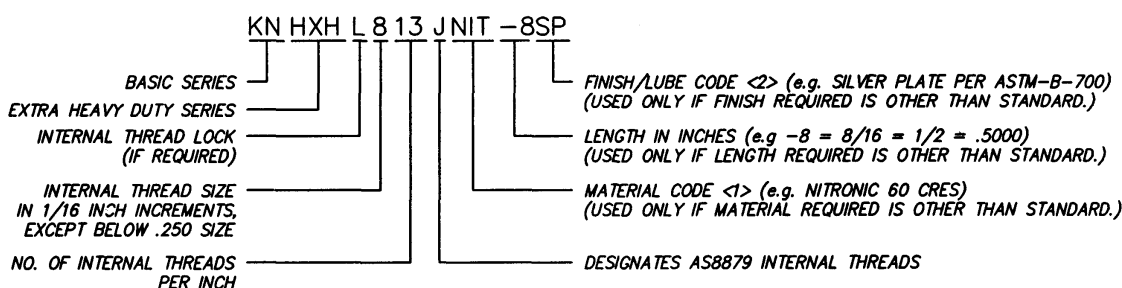 KN HXH L 8 13 J NIT -8SP
BASIC SERIES
EXTRA HEAVY DUTY SERIES
INTERNAL THREAD LOCK
(IF REQUIRED)
INTERNAL THREAD SIZE
IN 1/16 INCH INCREMENTS,
EXCEPT BELOW .250 SIZE
NO. OF INTERNAL THREADS
PER INCH
FINISH/LUBE CODE <2> (e.g. SILVER PLATE PER ASTM-B-700)
(USED ONLY IF FINISH REQUIRED IS OTHER THAN STANDARD.)
LENGTH IN INCHES (e.g -8 = 8/16 = 1/2 = .5000)
(USED ONLY IF LENGTH REQUIRED IS OTHER THAN STANDARD.)
MATERIAL CODE <1> (e.g. NITRONIC 60 CRES)
(USED ONLY IF MATERIAL REQUIRED IS OTHER THAN STANDARD.)
DESIGNATES AS8879 INTERNAL THREADS